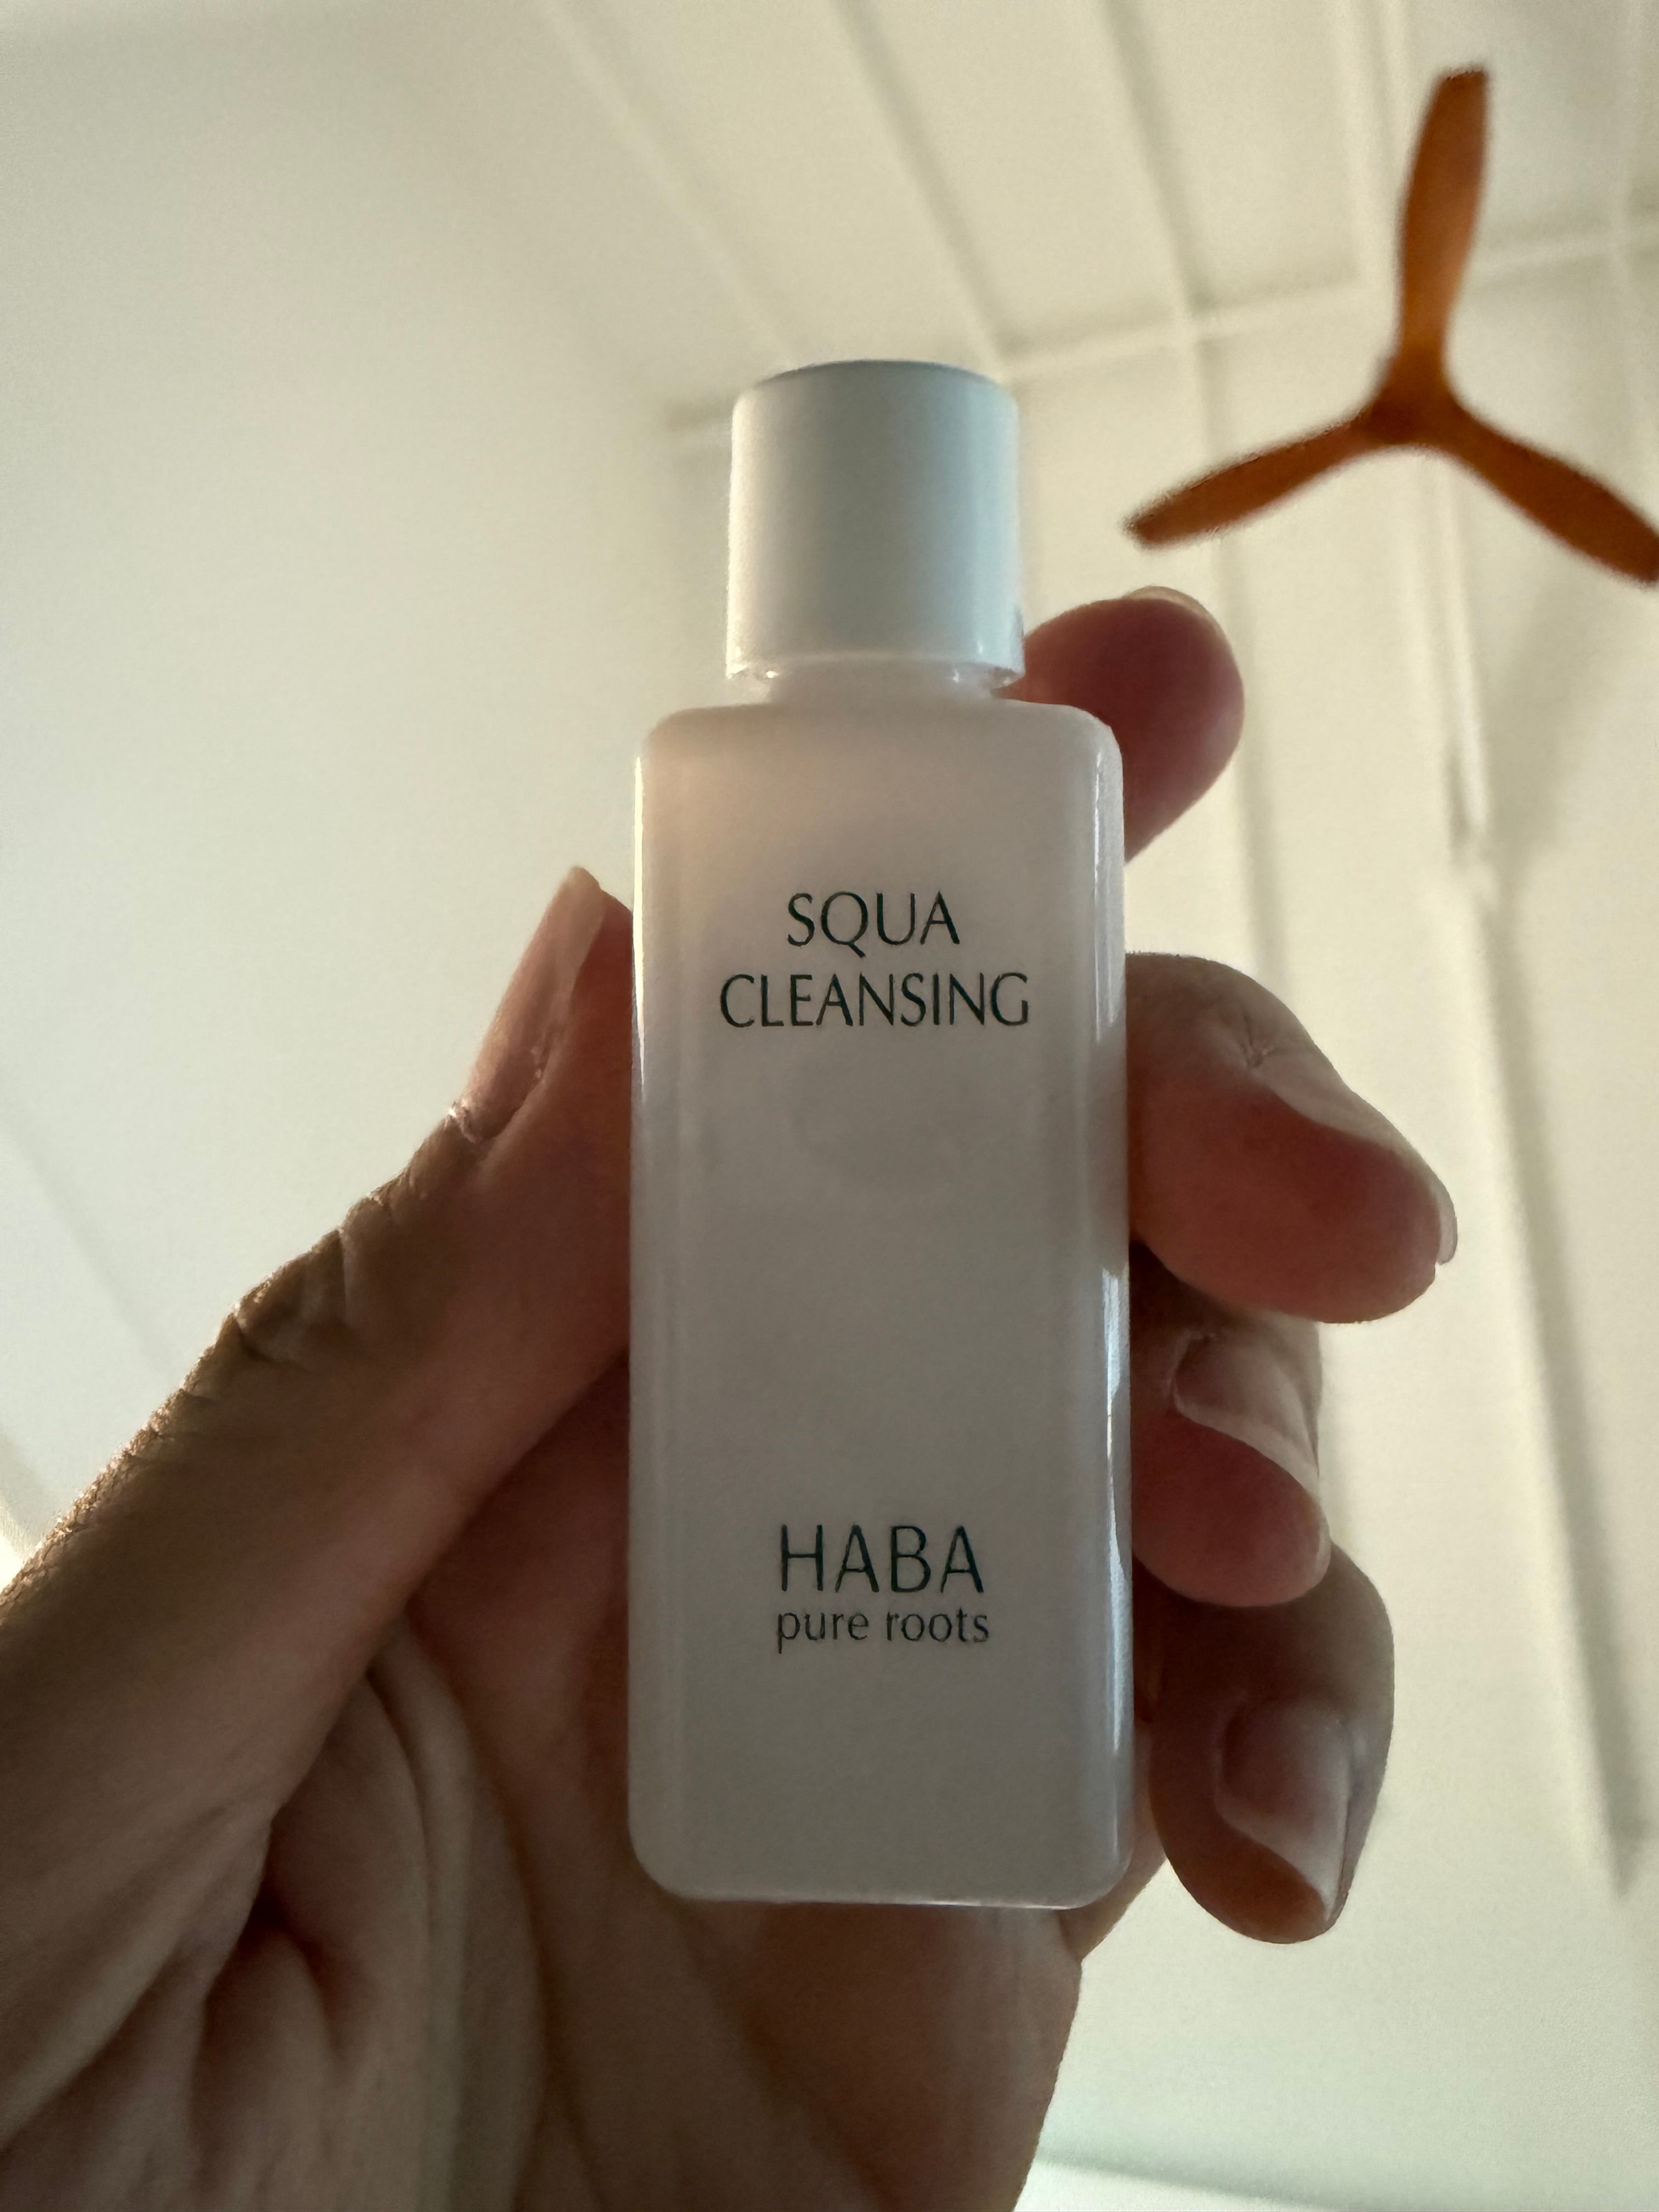 SQUA
CLEANSING
HABA
pure roots